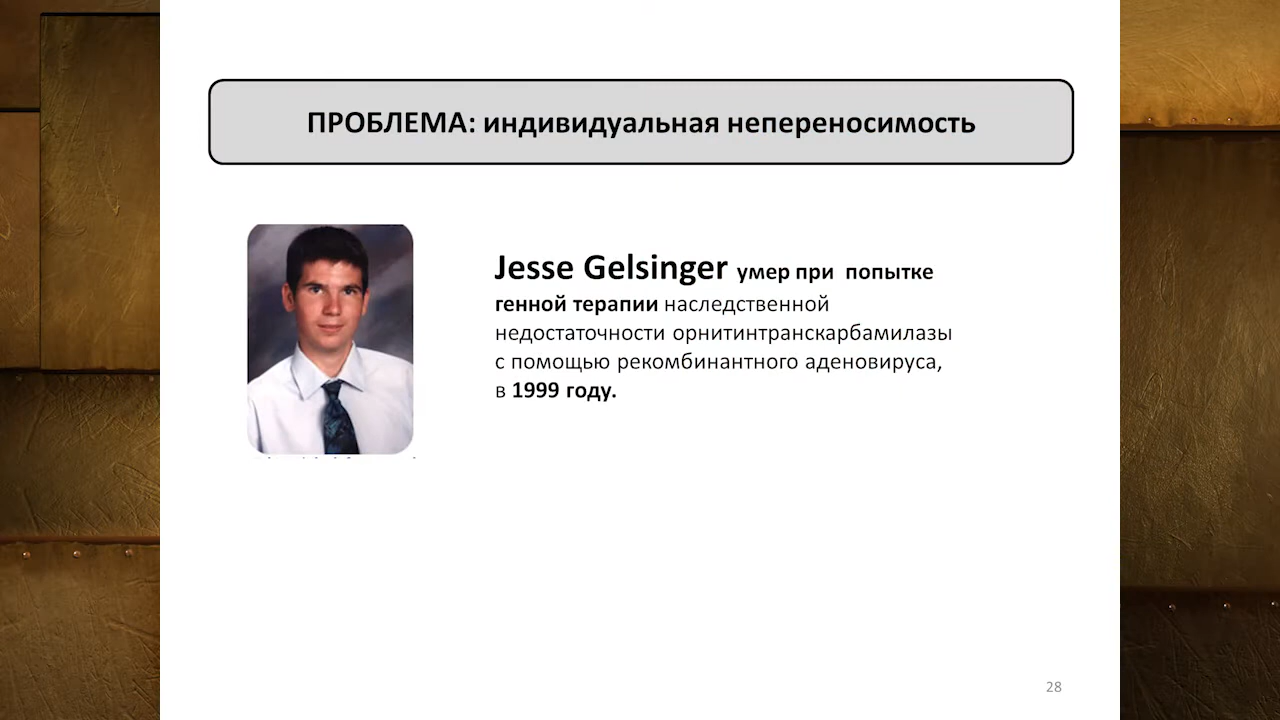 ПРОБЛЕМА: индивидуальная непереносимость
Jesse Gelsinger умер при попытке
генной терапии наследственной
недостаточности орнитинтранскарбамилазы
с помощью рекомбинантного аденовируса,
в 1999 году.
28